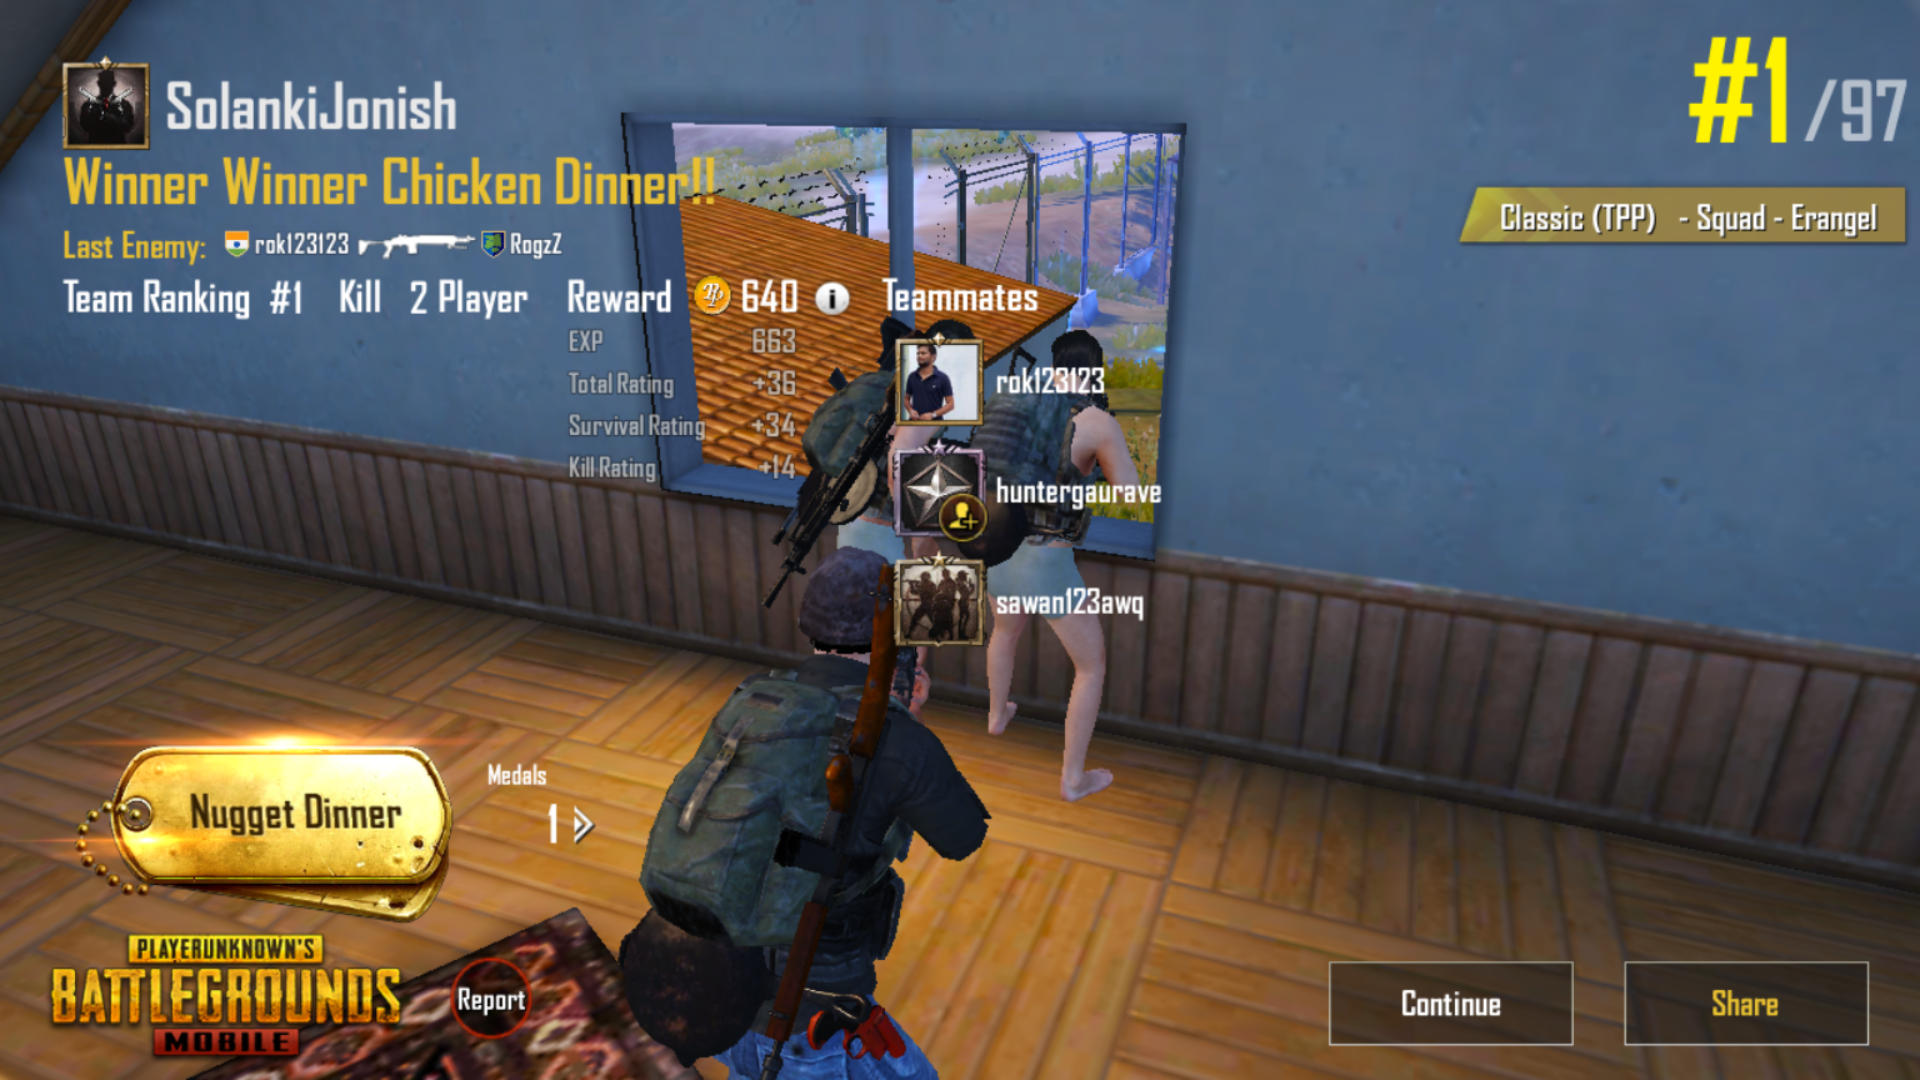 SolankiJonish
#1/97
Winner Winner Chicken Dinner!!
Classic (TPP) - Squad - Erangel
Last Enemy: rok123123 RogzZ
Team Ranking #1 Kill 2 Player Reward 640 i Teammates
EXP 663
Total Rating +36
Survival Rating +34
Kill Rating +14
rok123123
huntergaurave
sawan123awq
Nugget Dinner
Medals
1
PLAYERUNKNOWN'S
BATTLEGROUNDS
MOBILE
Report
Continue
Share